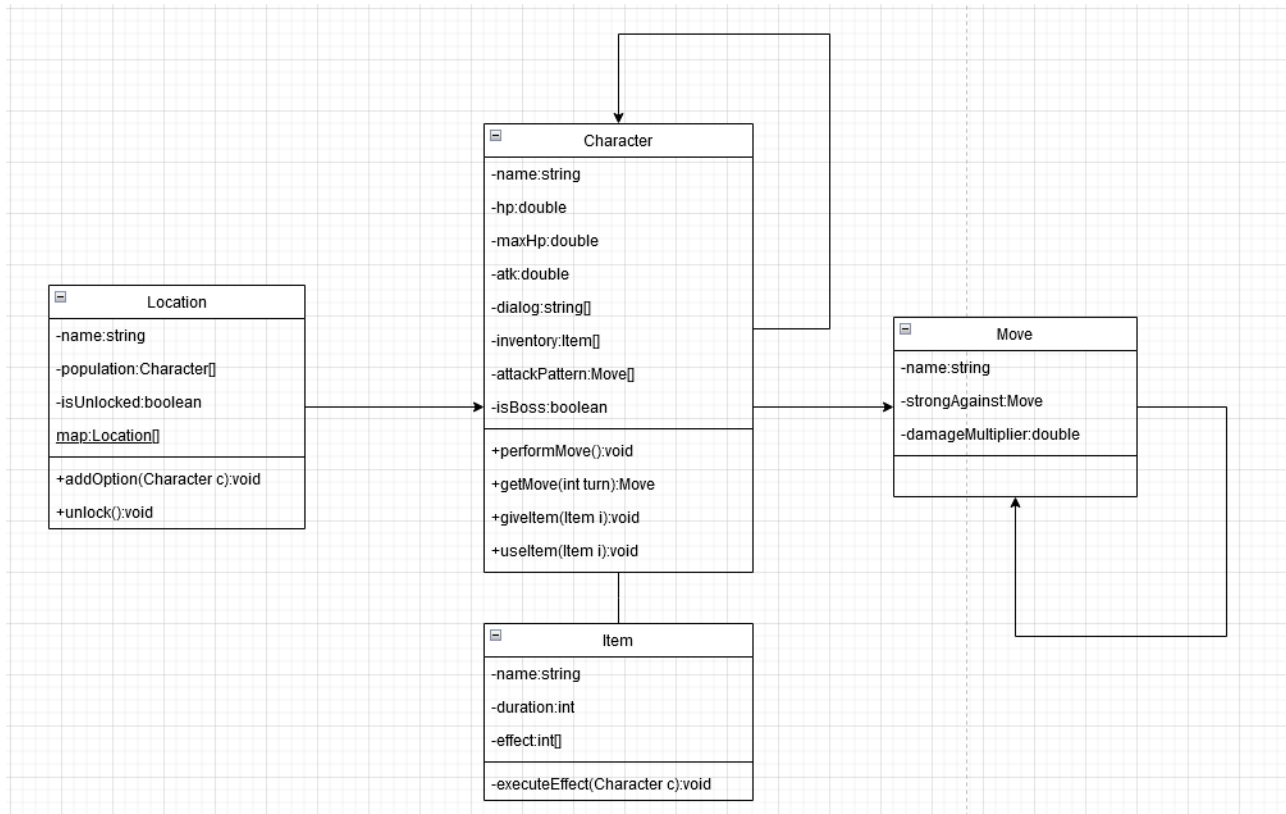 Character
-name:string
-hp:double
-maxHp:double
-atk:double
-dialog:string[]
-inventory:Item[]
-attackPattern:Move[]
-isBoss:boolean
+performMove():void
+getMove(int turn):Move
+giveItem(Item i):void
+useItem(Item i):void
Location
-name:string
-population:Character[]
-isUnlocked:boolean
map:Location[]
+addOption(Character c):void
+unlock():void
Move
-name:string
-strongAgainst:Move
-damageMultiplier:double
Item
-name:string
-duration:int
-effect:int[]
-executeEffect(Character c):void